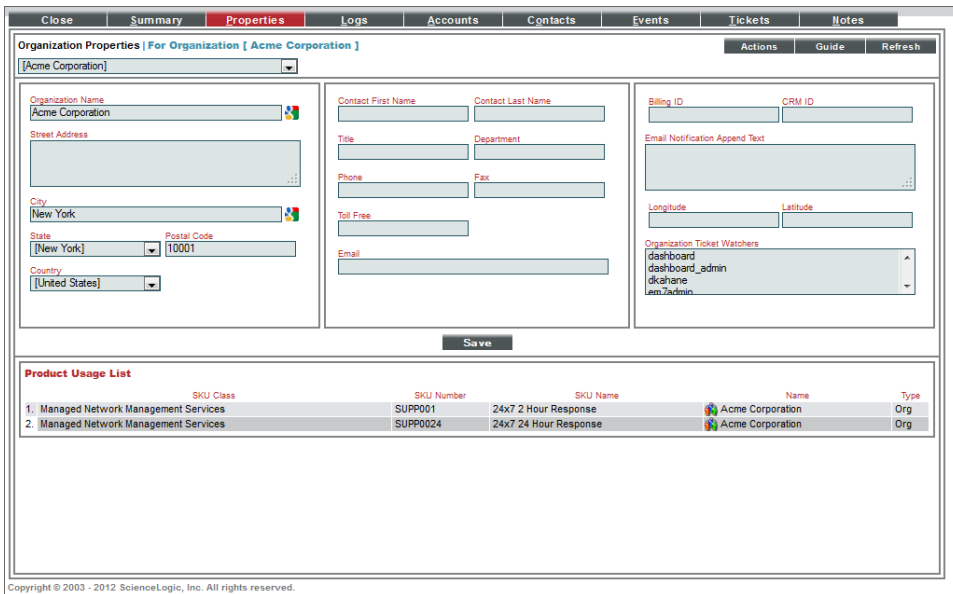 Close Summary Properties Logs Accounts Contacts Events Tickets Notes
Organization Properties | For Organization [ Acme Corporation ] Actions Guide Refresh
[Acme Corporation]
Organization Name
Acme Corporation
Street Address
City
New York
State Postal Code
[New York] 10001
Country
[United States]
Contact First Name Contact Last Name
Title Department
Phone Fax
Toll Free
Email
Billing ID CRM ID
Email Notification Append Text
Longitude Latitude
Organization Ticket Watchers
dashboard
dashboard_admin
dkahane
em7admin
Save
Product Usage List
SKU Class SKU Number SKU Name Name Type
1. Managed Network Management Services SUPP001 24x7 2 Hour Response Acme Corporation Org
2. Managed Network Management Services SUPP0024 24x7 24 Hour Response Acme Corporation Org
Copyright © 2003 - 2012 ScienceLogic, Inc. All rights reserved.